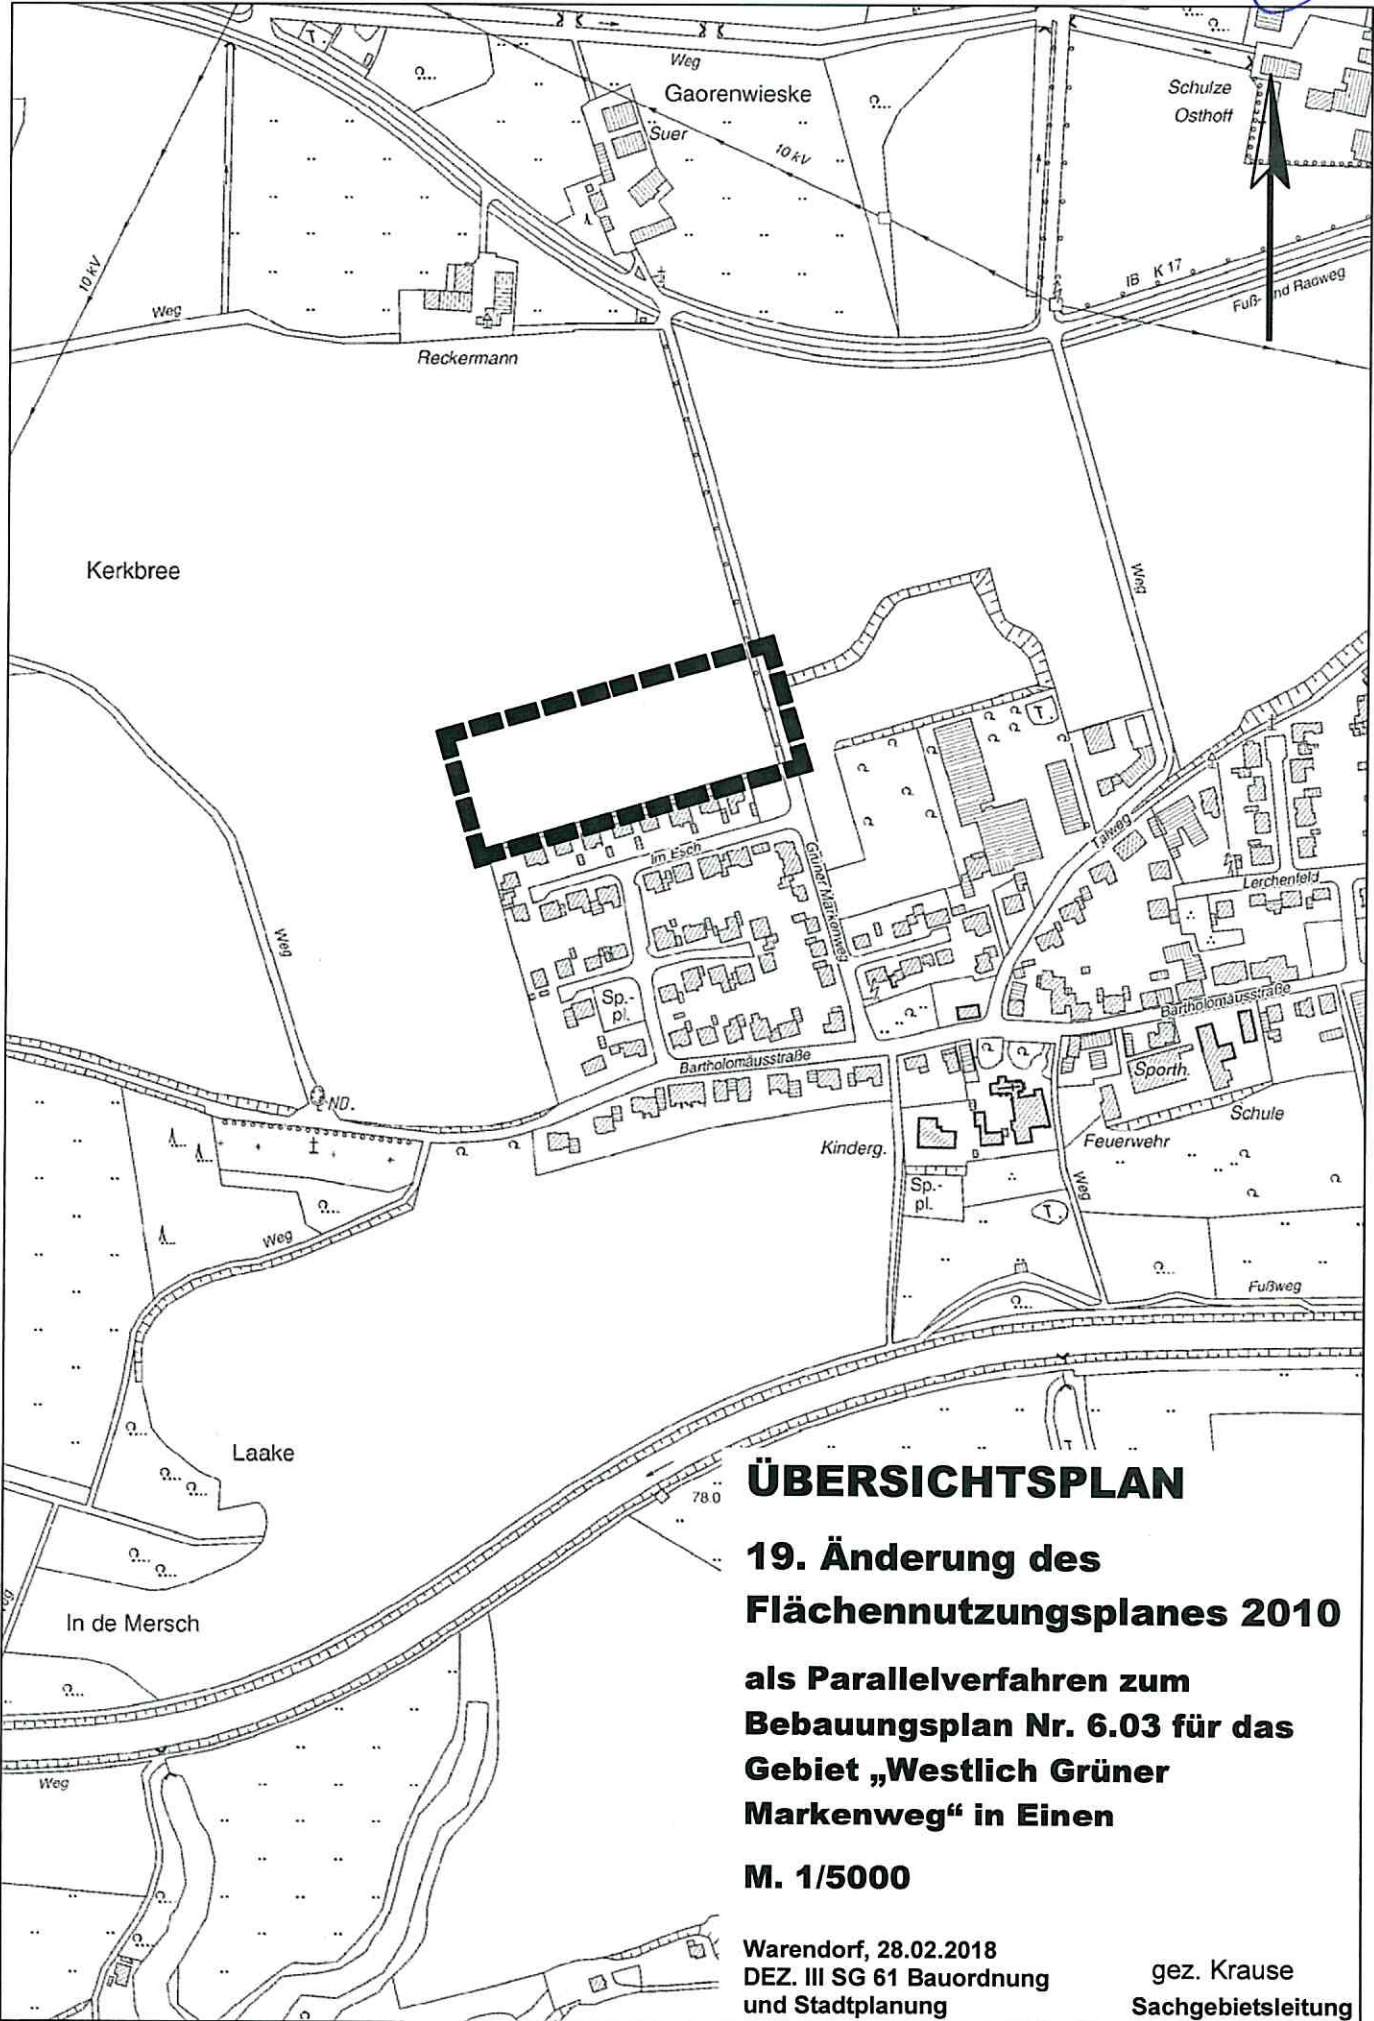 T.
Weg
Gaorenwieske
Suer
10 kV
Schulze
Osthoff
10 kV
Weg
IB K 17
Fuß- und Radweg
Reckermann
Kerkbree
Weg
T.
Talweg
Im Esch
Grüner Markenweg
Lerchenfeld
Weg
Sp.-
pl.
Bartholomäusstraße
Bartholomäusstraße
Sporth.
ND.
Schule
Kinderg.
Feuerwehr
Sp.-
pl.
Weg
T.
Weg
Fußweg
Laake
T
78.0
In de Mersch
Weg
ÜBERSICHTSPLAN
19. Änderung des
Flächennutzungsplanes 2010
als Parallelverfahren zum
Bebauungsplan Nr. 6.03 für das
Gebiet „Westlich Grüner
Markenweg“ in Einen
M. 1/5000
Warendorf, 28.02.2018
DEZ. III SG 61 Bauordnung
und Stadtplanung
gez. Krause
Sachgebietsleitung